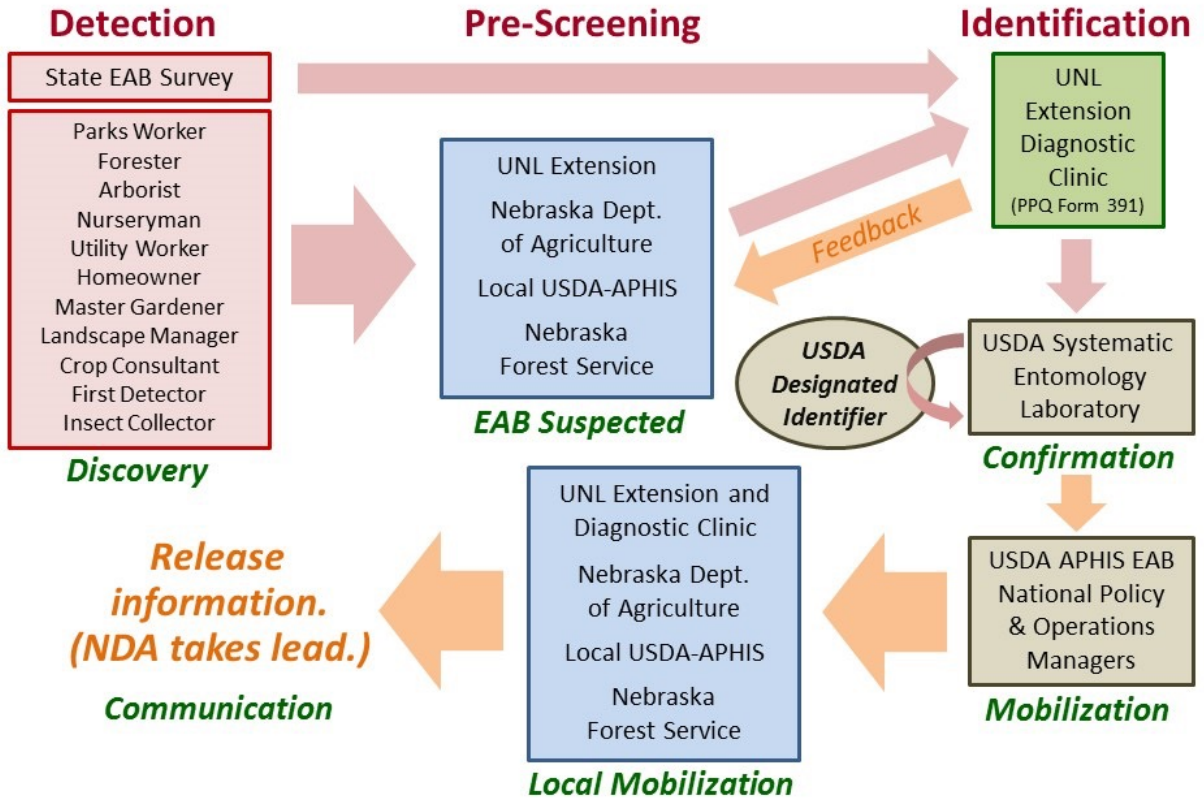 Detection
Pre-Screening
Identification
State EAB Survey
Parks Worker
Forester
Arborist
Nurseryman
Utility Worker
Homeowner
Master Gardener
Landscape Manager
Crop Consultant
First Detector
Insect Collector
Discovery
UNL Extension
Nebraska Dept.
of Agriculture
Local USDA-APHIS
Nebraska
Forest Service
EAB Suspected
Feedback
UNL
Extension
Diagnostic
Clinic
(PPQ Form 391)
USDA
Designated
Identifier
USDA Systematic
Entomology
Laboratory
Confirmation
USDA APHIS EAB
National Policy
& Operations
Managers
Mobilization
UNL Extension and
Diagnostic Clinic
Nebraska Dept.
of Agriculture
Local USDA-APHIS
Nebraska
Forest Service
Local Mobilization
Release
information.
(NDA takes lead.)
Communication